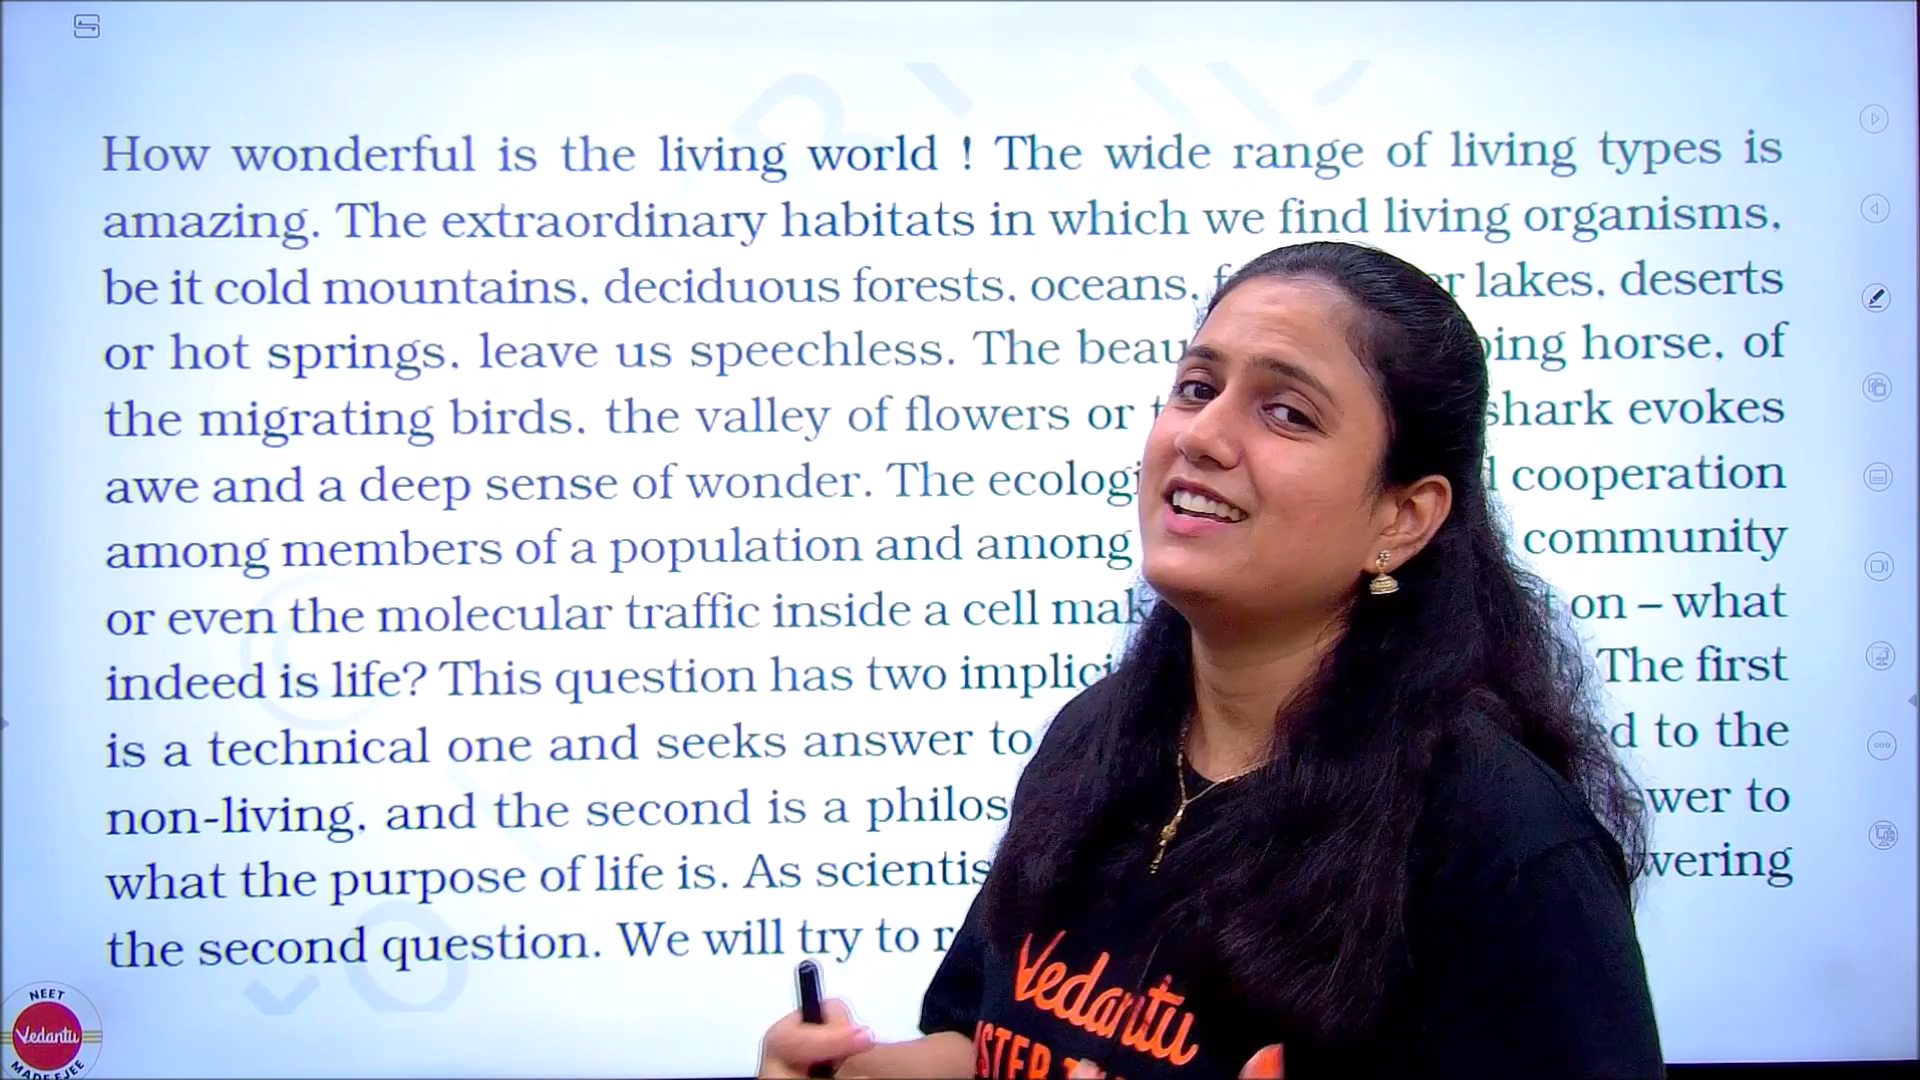 How wonderful is the living world ! The wide range of living types is
amazing. The extraordinary habitats in which we find living organisms,
be it cold mountains, deciduous forests, oceans, lakes, deserts
or hot springs, leave us speechless. The horse, of
the migrating birds, the valley of flowers or shark evokes
awe and a deep sense of wonder. The cooperation
among members of a population and among community
or even the molecular traffic inside a cell on – what
indeed is life? This question has two The first
is a technical one and seeks answer to to the
non-living, and the second is a to
what the purpose of life is. As
the second question. We will try to
Vedantu
NEET
Vedantu
MADE EJEE